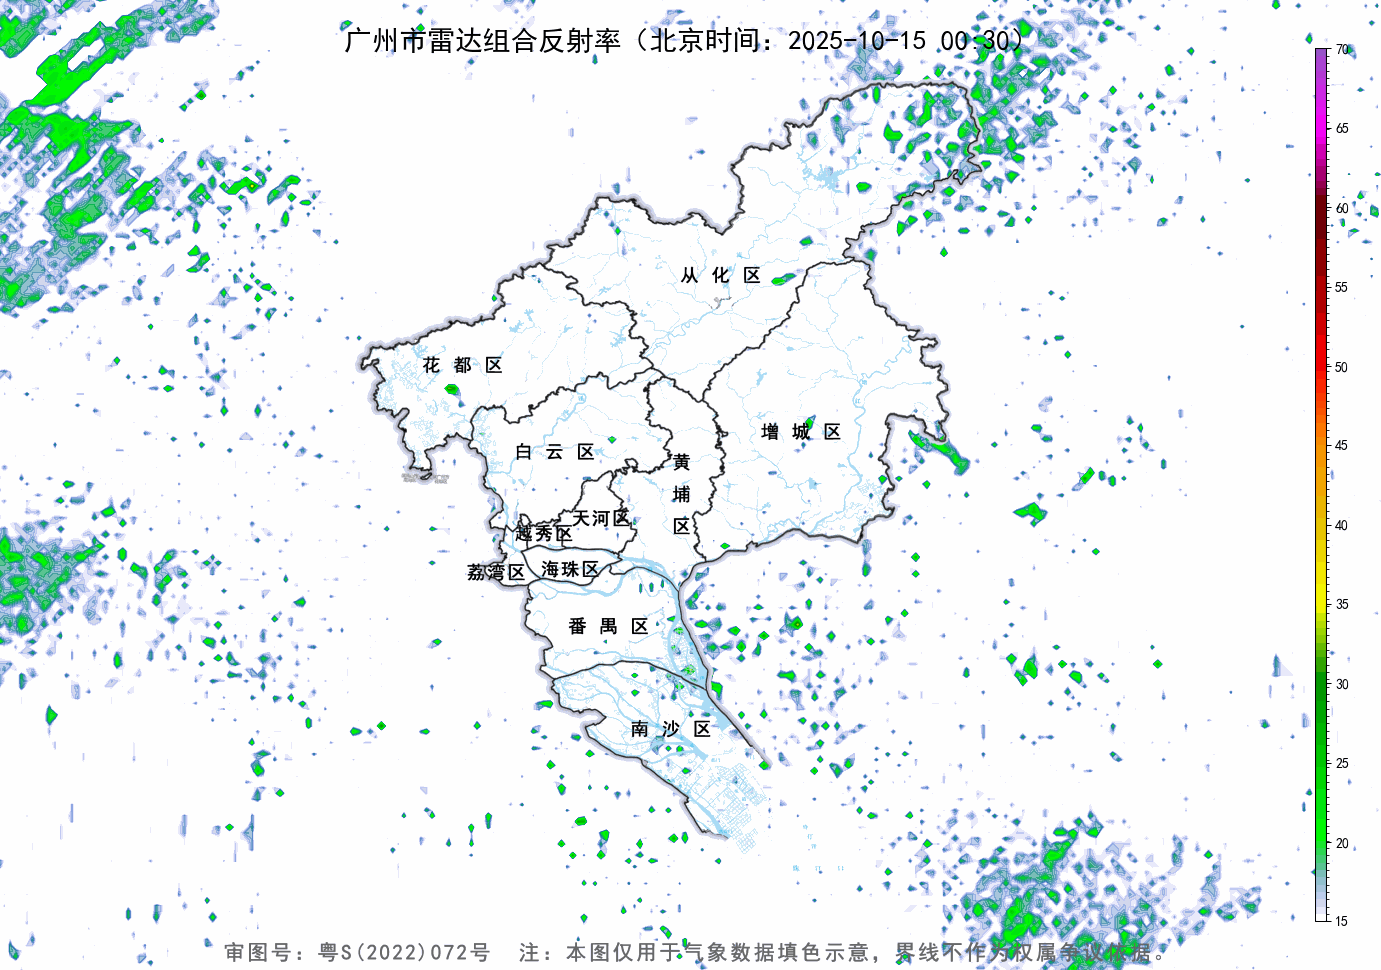 广州市雷达组合反射率（北京时间：2025-10-15 00:30）
70
65
60
55
50
45
40
35
30
25
20
15
从化区
花都区
增城区
白云区
黄埔区
天河区
越秀区
荔湾区
海珠区
番禺区
南沙区
审图号：粤S(2022)072号 注：本图仅用于气象数据填色示意，界线不作为权属争议依据。